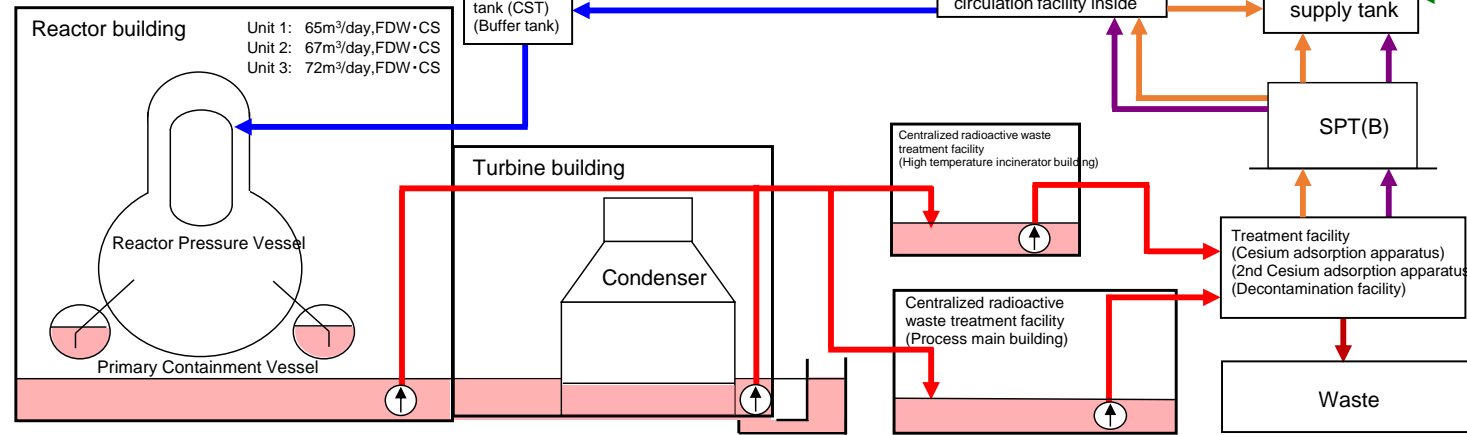 tank (CST)
(Buffer tank)
circulation facility inside
supply tank
Reactor building
Unit 1: 65m³/day,FDW・CS
Unit 2: 67m³/day,FDW・CS
Unit 3: 72m³/day,FDW・CS
SPT(B)
Centralized radioactive waste
treatment facility
(High temperature incinerator building)
Turbine building
Reactor Pressure Vessel
Condenser
Treatment facility
(Cesium adsorption apparatus)
(2nd Cesium adsorption apparatus
(Decontamination facility)
Centralized radioactive
waste treatment facility
(Process main building)
Primary Containment Vessel
Waste